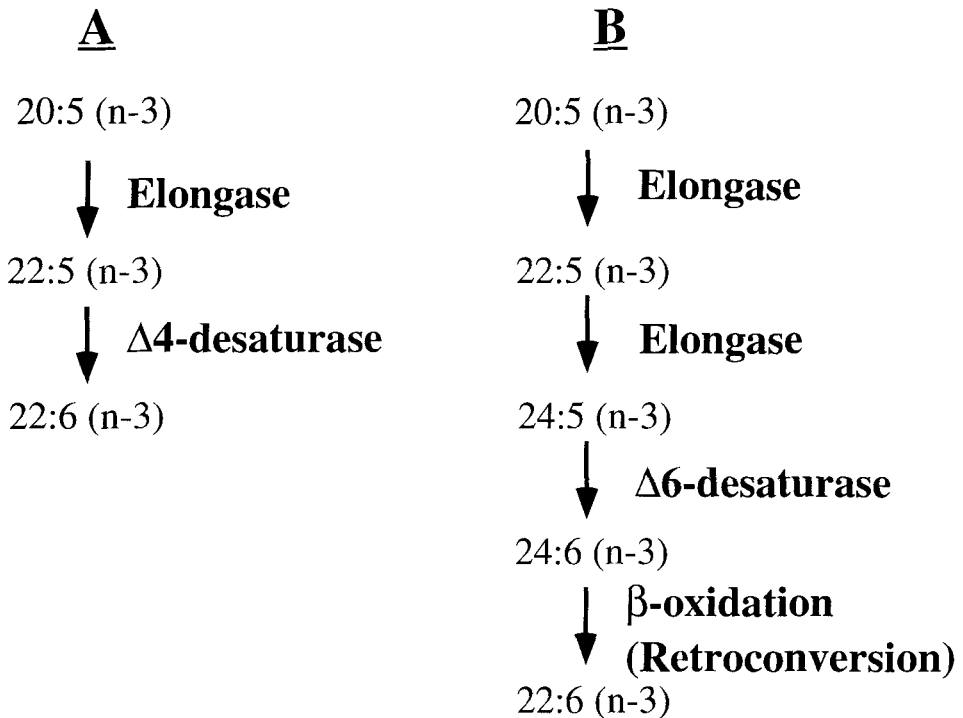 A
20:5 (n-3)
Elongase
22:5 (n-3)
Δ4-desaturase
22:6 (n-3)
B
20:5 (n-3)
Elongase
22:5 (n-3)
Elongase
24:5 (n-3)
Δ6-desaturase
24:6 (n-3)
β-oxidation
(Retroconversion)
22:6 (n-3)